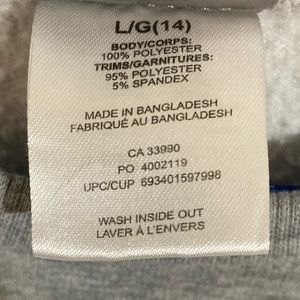 L/G(14)
BODY/CORPS:
100% POLYESTER
TRIMS/GARNITURES:
95% POLYESTER
5% SPANDEX
MADE IN BANGLADESH
FABRIQUÉ AU BANGLADESH
CA 33990
PO 4002119
UPC/CUP 693401597998
WASH INSIDE OUT
LAVER À L'ENVERS